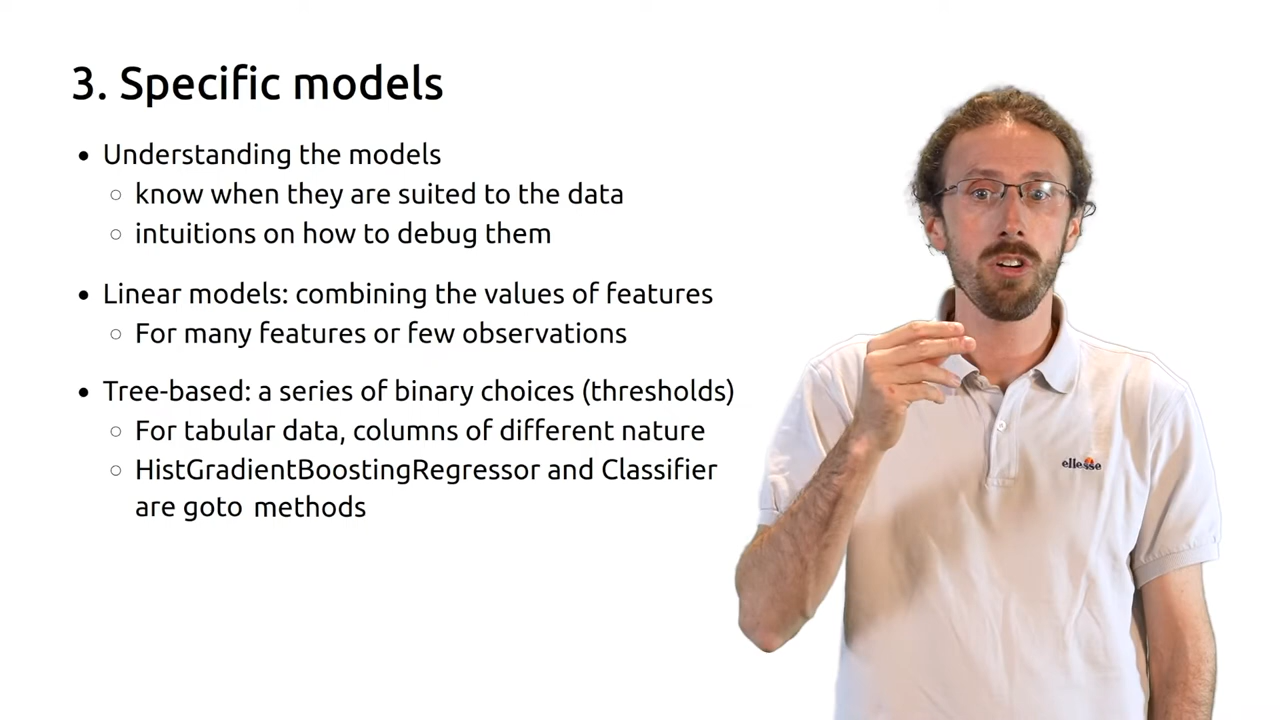 3. Specific models
• Understanding the models
○ know when they are suited to the data
○ intuitions on how to debug them
• Linear models: combining the values of features
○ For many features or few observations
• Tree-based: a series of binary choices (thresholds)
○ For tabular data, columns of different nature
○ HistGradientBoostingRegressor and Classifier
are goto methods
ellesse